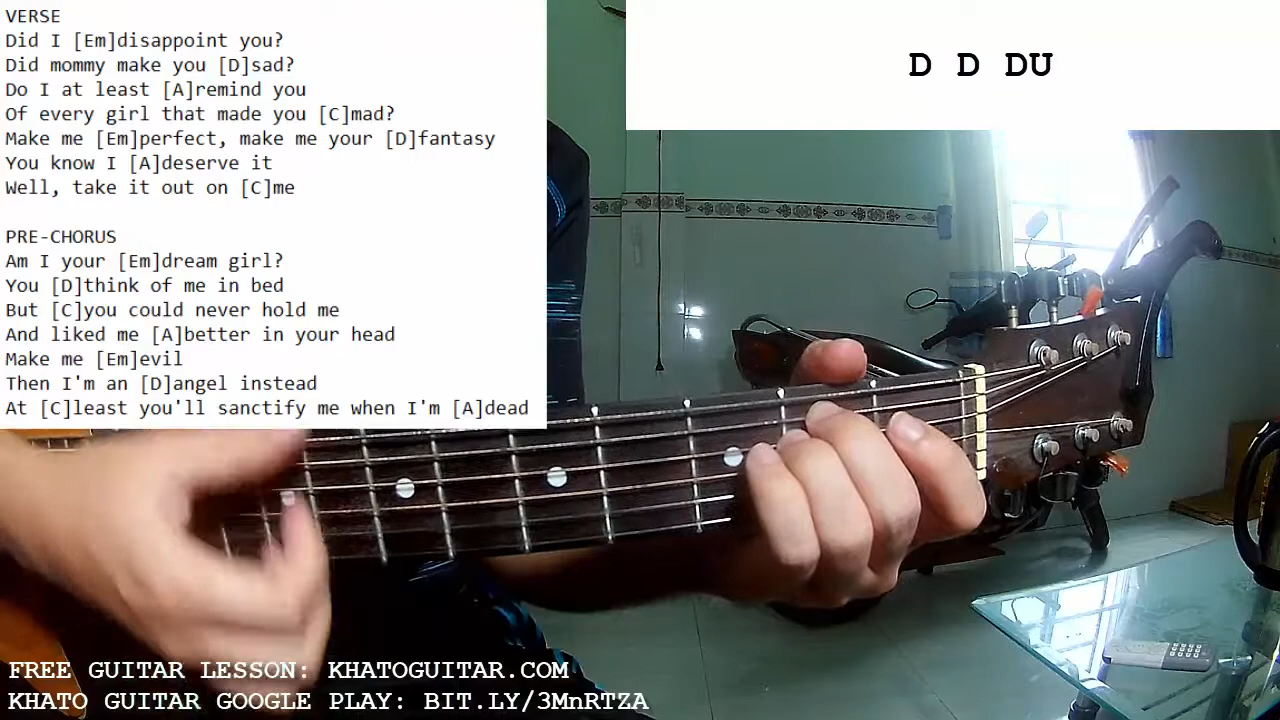 VERSE
Did I [Em]disappoint you?
Did mommy make you [D]sad?
Do I at least [A]remind you
Of every girl that made you [C]mad?
Make me [Em]perfect, make me your [D]fantasy
You know I [A]deserve it
Well, take it out on [C]me
PRE-CHORUS
Am I your [Em]dream girl?
You [D]think of me in bed
But [C]you could never hold me
And liked me [A]better in your head
Make me [Em]evil
Then I'm an [D]angel instead
At [C]least you'll sanctify me when I'm [A]dead
D D DU
FREE GUITAR LESSON: KHATOGUITAR.COM
KHATO GUITAR GOOGLE PLAY: BIT.LY/3MnRTZA